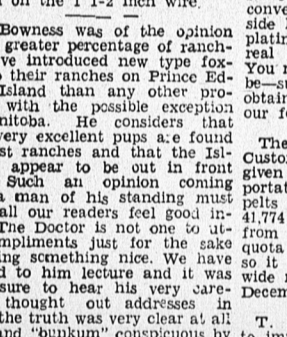 on the 1 1-2 inch wire.
Bowness was of the opinion
greater percentage of ranch-
ve introduced new type fox-
their ranches on Prince Ed-
Island than any other pro-
with the possible exception
nitoba. He considers that
very excellent pups are found
st ranches and that the Isl-
appear to be out in front
Such an opinion coming
a man of his standing must
all our readers feel good in-
The Doctor is not one to ut-
mpliments just for the sake
ing something nice. We have
d to him lecture and it was
sure to hear his very care-
thought out addresses in
the truth was very clear at all
and "bunkum" conspicuous by
conve
side
platin
real
You r
be—s
obtain
our f
The
Custo
given
portat
pelts
41,774
from
quota
so it
wide
Decem
T.